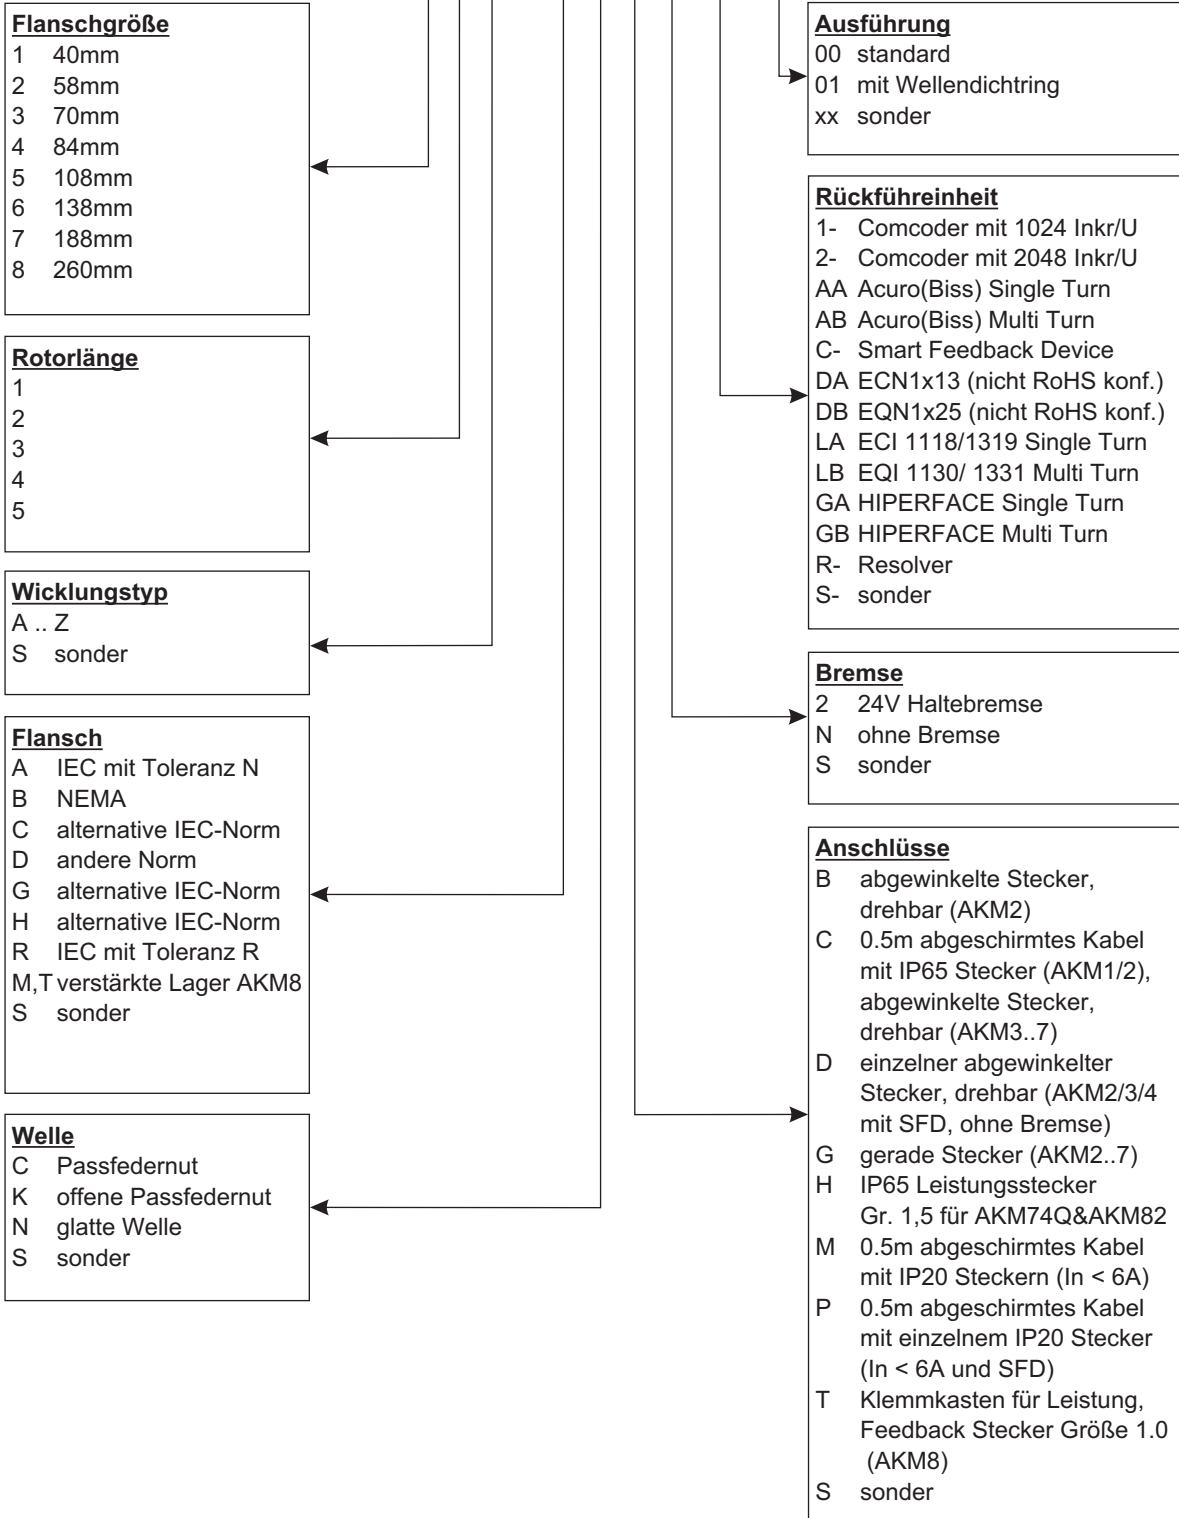 Flanschgröße
1 40mm
2 58mm
3 70mm
4 84mm
5 108mm
6 138mm
7 188mm
8 260mm
Rotorlänge
1
2
3
4
5
Wicklungstyp
A .. Z
S sonder
Flansch
A IEC mit Toleranz N
B NEMA
C alternative IEC-Norm
D andere Norm
G alternative IEC-Norm
H alternative IEC-Norm
R IEC mit Toleranz R
M,T verstärkte Lager AKM8
S sonder
Welle
C Passfedernut
K offene Passfedernut
N glatte Welle
S sonder
Ausführung
00 standard
01 mit Wellendichtring
xx sonder
Rückführeinheit
1- Comcoder mit 1024 Inkr/U
2- Comcoder mit 2048 Inkr/U
AA Acuro(Biss) Single Turn
AB Acuro(Biss) Multi Turn
C- Smart Feedback Device
DA ECN1x13 (nicht RoHS konf.)
DB EQN1x25 (nicht RoHS konf.)
LA ECI 1118/1319 Single Turn
LB EQI 1130/ 1331 Multi Turn
GA HIPERFACE Single Turn
GB HIPERFACE Multi Turn
R- Resolver
S- sonder
Bremse
2 24V Haltebremse
N ohne Bremse
S sonder
Anschlüsse
B abgewinkelte Stecker,
drehbar (AKM2)
C 0.5m abgeschirmtes Kabel
mit IP65 Stecker (AKM1/2),
abgewinkelte Stecker,
drehbar (AKM3..7)
D einzelner abgewinkelter
Stecker, drehbar (AKM2/3/4
mit SFD, ohne Bremse)
G gerade Stecker (AKM2..7)
H IP65 Leistungsstecker
Gr. 1,5 für AKM74Q&AKM82
M 0.5m abgeschirmtes Kabel
mit IP20 Steckern (In < 6A)
P 0.5m abgeschirmtes Kabel
mit einzelnem IP20 Stecker
(In < 6A und SFD)
T Klemmkasten für Leistung,
Feedback Stecker Größe 1.0
(AKM8)
S sonder